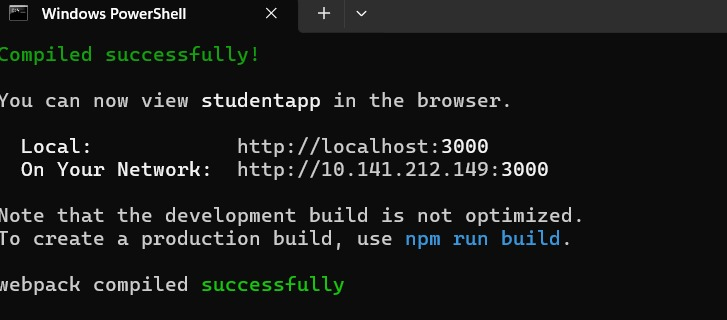 Windows PowerShell
Compiled successfully!
You can now view studentapp in the browser.
Local: http://localhost:3000
On Your Network: http://10.141.212.149:3000
Note that the development build is not optimized.
To create a production build, use npm run build.
webpack compiled successfully